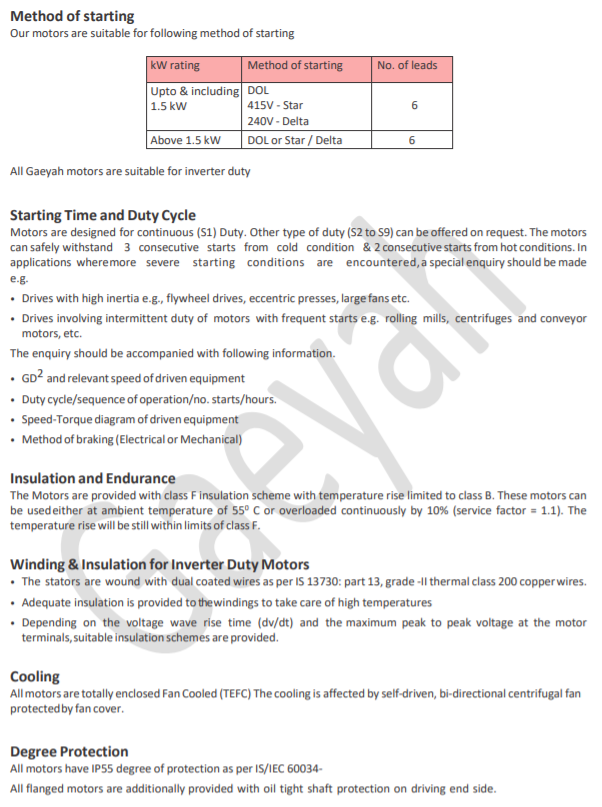 Method of starting
Our motors are suitable for following method of starting
kW rating Method of starting No. of leads
Upto & including DOL
1.5 kW 415V - Star 6
240V - Delta
Above 1.5 kW DOL or Star / Delta 6
All Gaeyah motors are suitable for inverter duty
Starting Time and Duty Cycle
Motors are designed for continuous (S1) Duty. Other type of duty (S2 to S9) can be offered on request. The motors
can safely withstand 3 consecutive starts from cold condition & 2 consecutive starts from hot conditions. In
applications where more severe starting conditions are encountered, a special enquiry should be made
e.g.
• Drives with high inertia e.g., flywheel drives, eccentric presses, large fans etc.
• Drives involving intermittent duty of motors with frequent starts e.g. rolling mills, centrifuges and conveyor
motors, etc.
The enquiry should be accompanied with following information.
• GD² and relevant speed of driven equipment
• Duty cycle/sequence of operation/no. starts/hours.
• Speed-Torque diagram of driven equipment
• Method of braking (Electrical or Mechanical)
Insulation and Endurance
The Motors are provided with class F insulation scheme with temperature rise limited to class B. These motors can
be used either at ambient temperature of 55⁰ C or overloaded continuously by 10% (service factor = 1.1). The
temperature rise will be still within limits of class F.
Winding & Insulation for Inverter Duty Motors
• The stators are wound with dual coated wires as per IS 13730: part 13, grade -II thermal class 200 copper wires.
• Adequate insulation is provided to the windings to take care of high temperatures
• Depending on the voltage wave rise time (dv/dt) and the maximum peak to peak voltage at the motor
terminals, suitable insulation schemes are provided.
Cooling
All motors are totally enclosed Fan Cooled (TEFC) The cooling is affected by self-driven, bi-directional centrifugal fan
protected by fan cover.
Degree Protection
All motors have IP55 degree of protection as per IS/IEC 60034-
All flanged motors are additionally provided with oil tight shaft protection on driving end side.
Gaeyah